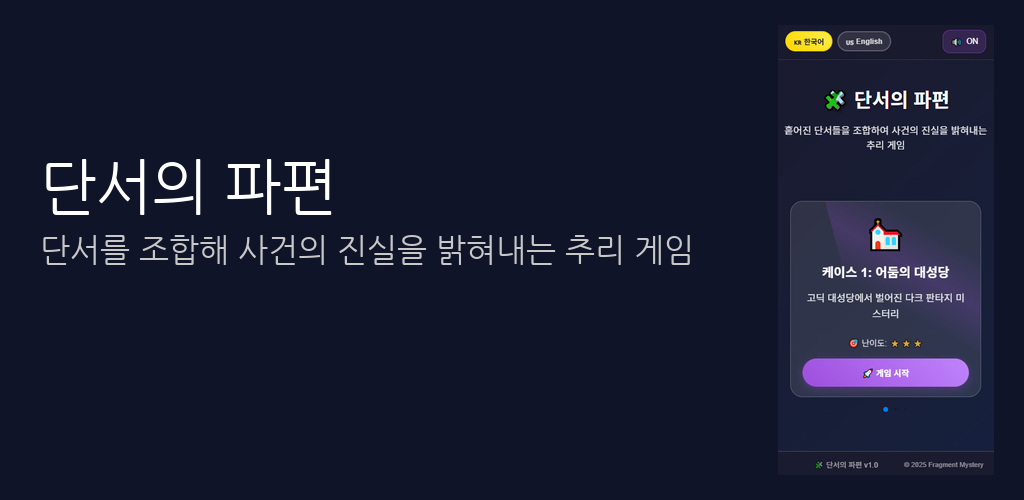 단서의 파편
단서를 조합해 사건의 진실을 밝혀내는 추리 게임
KR 한국어
US English
ON
단서의 파편
흩어진 단서들을 조합하여 사건의 진실을 밝혀내는
추리 게임
케이스 1: 어둠의 대성당
고딕 대성당에서 벌어진 다크 판타지 미
스터리
난이도: ★ ★ ★
게임 시작
단서의 파편 v1.0
© 2025 Fragment Mystery